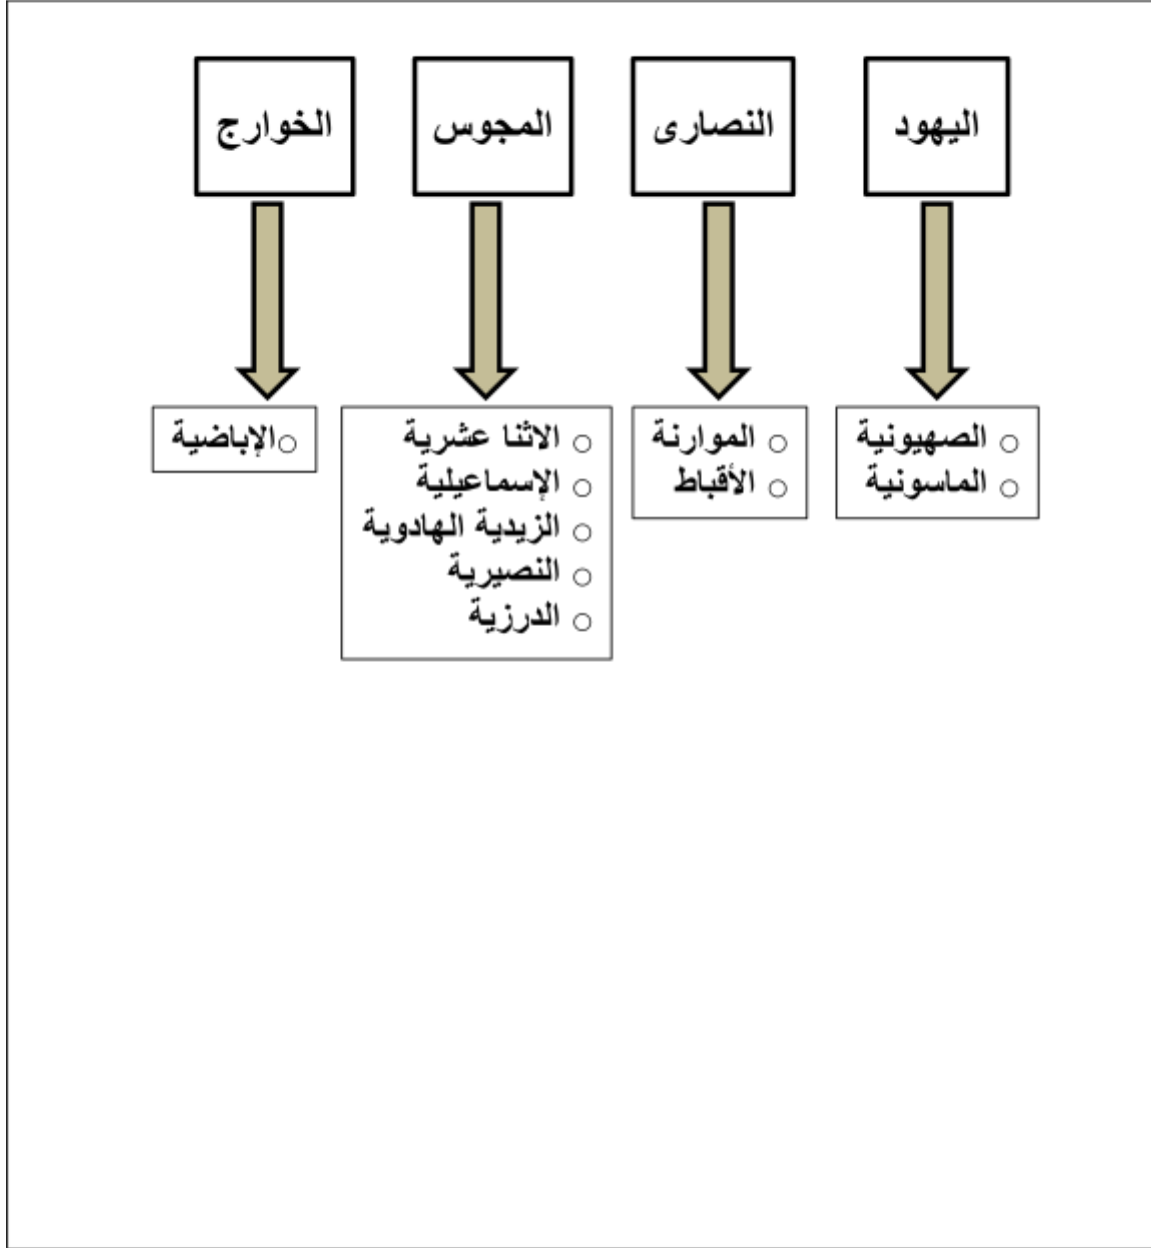 اليهود
النصارى
المجوس
الخوارج
○ الصهيونية
○ الماسونية
○ الموارنة
○ الأقباط
○ الاثنا عشرية
○ الإسماعيلية
○ الزيدية الهادوية
○ النصيرية
○ الدرزية
○الإباضية